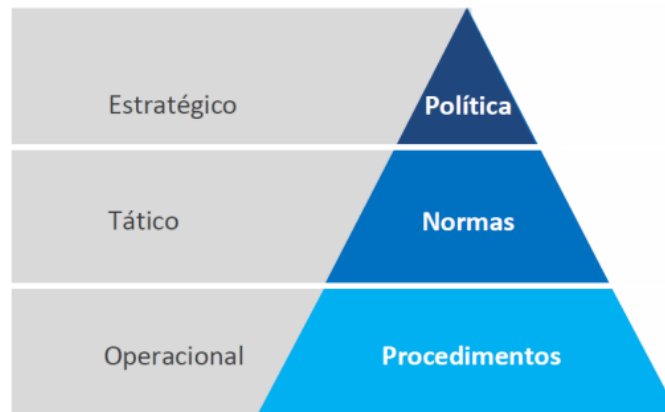 Estratégico
Política
Tático
Normas
Operacional
Procedimentos